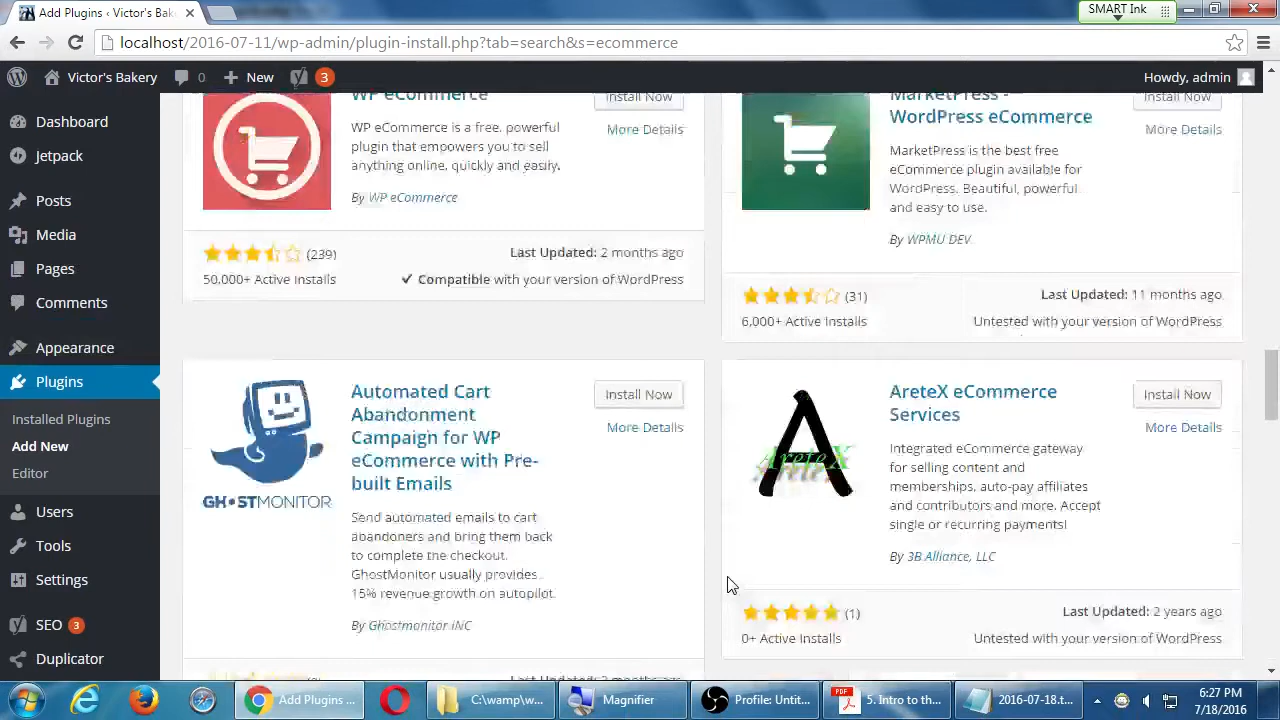 Add Plugins ‹ Victor's Bak
SMART Ink
localhost/2016-07-11/wp-admin/plugin-install.php?tab=search&s=ecommerce
Victor's Bakery
0
New
3
Howdy, admin
Dashboard
Jetpack
Posts
Media
Pages
Comments
Appearance
Plugins
Installed Plugins
Add New
Editor
Users
Tools
Settings
SEO 3
Duplicator
WP eCommerce
Install Now
More Details
WP eCommerce is a free, powerful
plugin that empowers you to sell
anything online, quickly and easily.
By WP eCommerce
(239)
Last Updated: 2 months ago
50,000+ Active Installs
Compatible with your version of WordPress
MarketPress -
WordPress eCommerce
Install Now
More Details
MarketPress is the best free
eCommerce plugin available for
WordPress. Beautiful, powerful
and easy to use.
By WPMU DEV
(31)
Last Updated: 11 months ago
6,000+ Active Installs
Untested with your version of WordPress
GHOSTMONITOR
Automated Cart
Abandonment
Campaign for WP
eCommerce with Pre-
built Emails
Install Now
More Details
Send automated emails to cart
abandoners and bring them back
to complete the checkout.
GhostMonitor usually provides
15% revenue growth on autopilot.
By Ghostmonitor INC
A
AreteX
AreteX eCommerce
Services
Install Now
More Details
Integrated eCommerce gateway
for selling content and
memberships, auto-pay affiliates
and contributors and more. Accept
single or recurring payments!
By 3B Alliance, LLC
(1)
Last Updated: 2 years ago
0+ Active Installs
Untested with your version of WordPress
Add Plugins ...
C:\wamp\w...
Magnifier
Profile: Untit...
5. Intro to th...
2016-07-18.t...
6:27 PM
7/18/2016